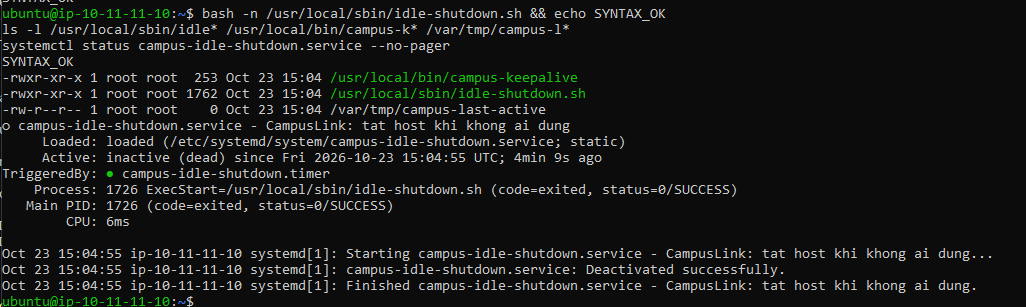 ubuntu@ip-10-11-11-10:~$ bash -n /usr/local/sbin/idle-shutdown.sh && echo SYNTAX_OK
ls -l /usr/local/sbin/idle* /usr/local/bin/campus-k* /var/tmp/campus-l*
systemctl status campus-idle-shutdown.service --no-pager
SYNTAX_OK
-rwxr-xr-x 1 root root  253 Oct 23 15:04 /usr/local/bin/campus-keepalive
-rwxr-xr-x 1 root root 1762 Oct 23 15:04 /usr/local/sbin/idle-shutdown.sh
-rw-r--r-- 1 root root    0 Oct 23 15:04 /var/tmp/campus-last-active
○ campus-idle-shutdown.service - CampusLink: tat host khi khong ai dung
     Loaded: loaded (/etc/systemd/system/campus-idle-shutdown.service; static)
     Active: inactive (dead) since Fri 2026-10-23 15:04:55 UTC; 4min 9s ago
TriggeredBy: ● campus-idle-shutdown.timer
    Process: 1726 ExecStart=/usr/local/sbin/idle-shutdown.sh (code=exited, status=0/SUCCESS)
   Main PID: 1726 (code=exited, status=0/SUCCESS)
        CPU: 6ms
Oct 23 15:04:55 ip-10-11-11-10 systemd[1]: Starting campus-idle-shutdown.service - CampusLink: tat host khi khong ai dung...
Oct 23 15:04:55 ip-10-11-11-10 systemd[1]: campus-idle-shutdown.service: Deactivated successfully.
Oct 23 15:04:55 ip-10-11-11-10 systemd[1]: Finished campus-idle-shutdown.service - CampusLink: tat host khi khong ai dung.
ubuntu@ip-10-11-11-10:~$